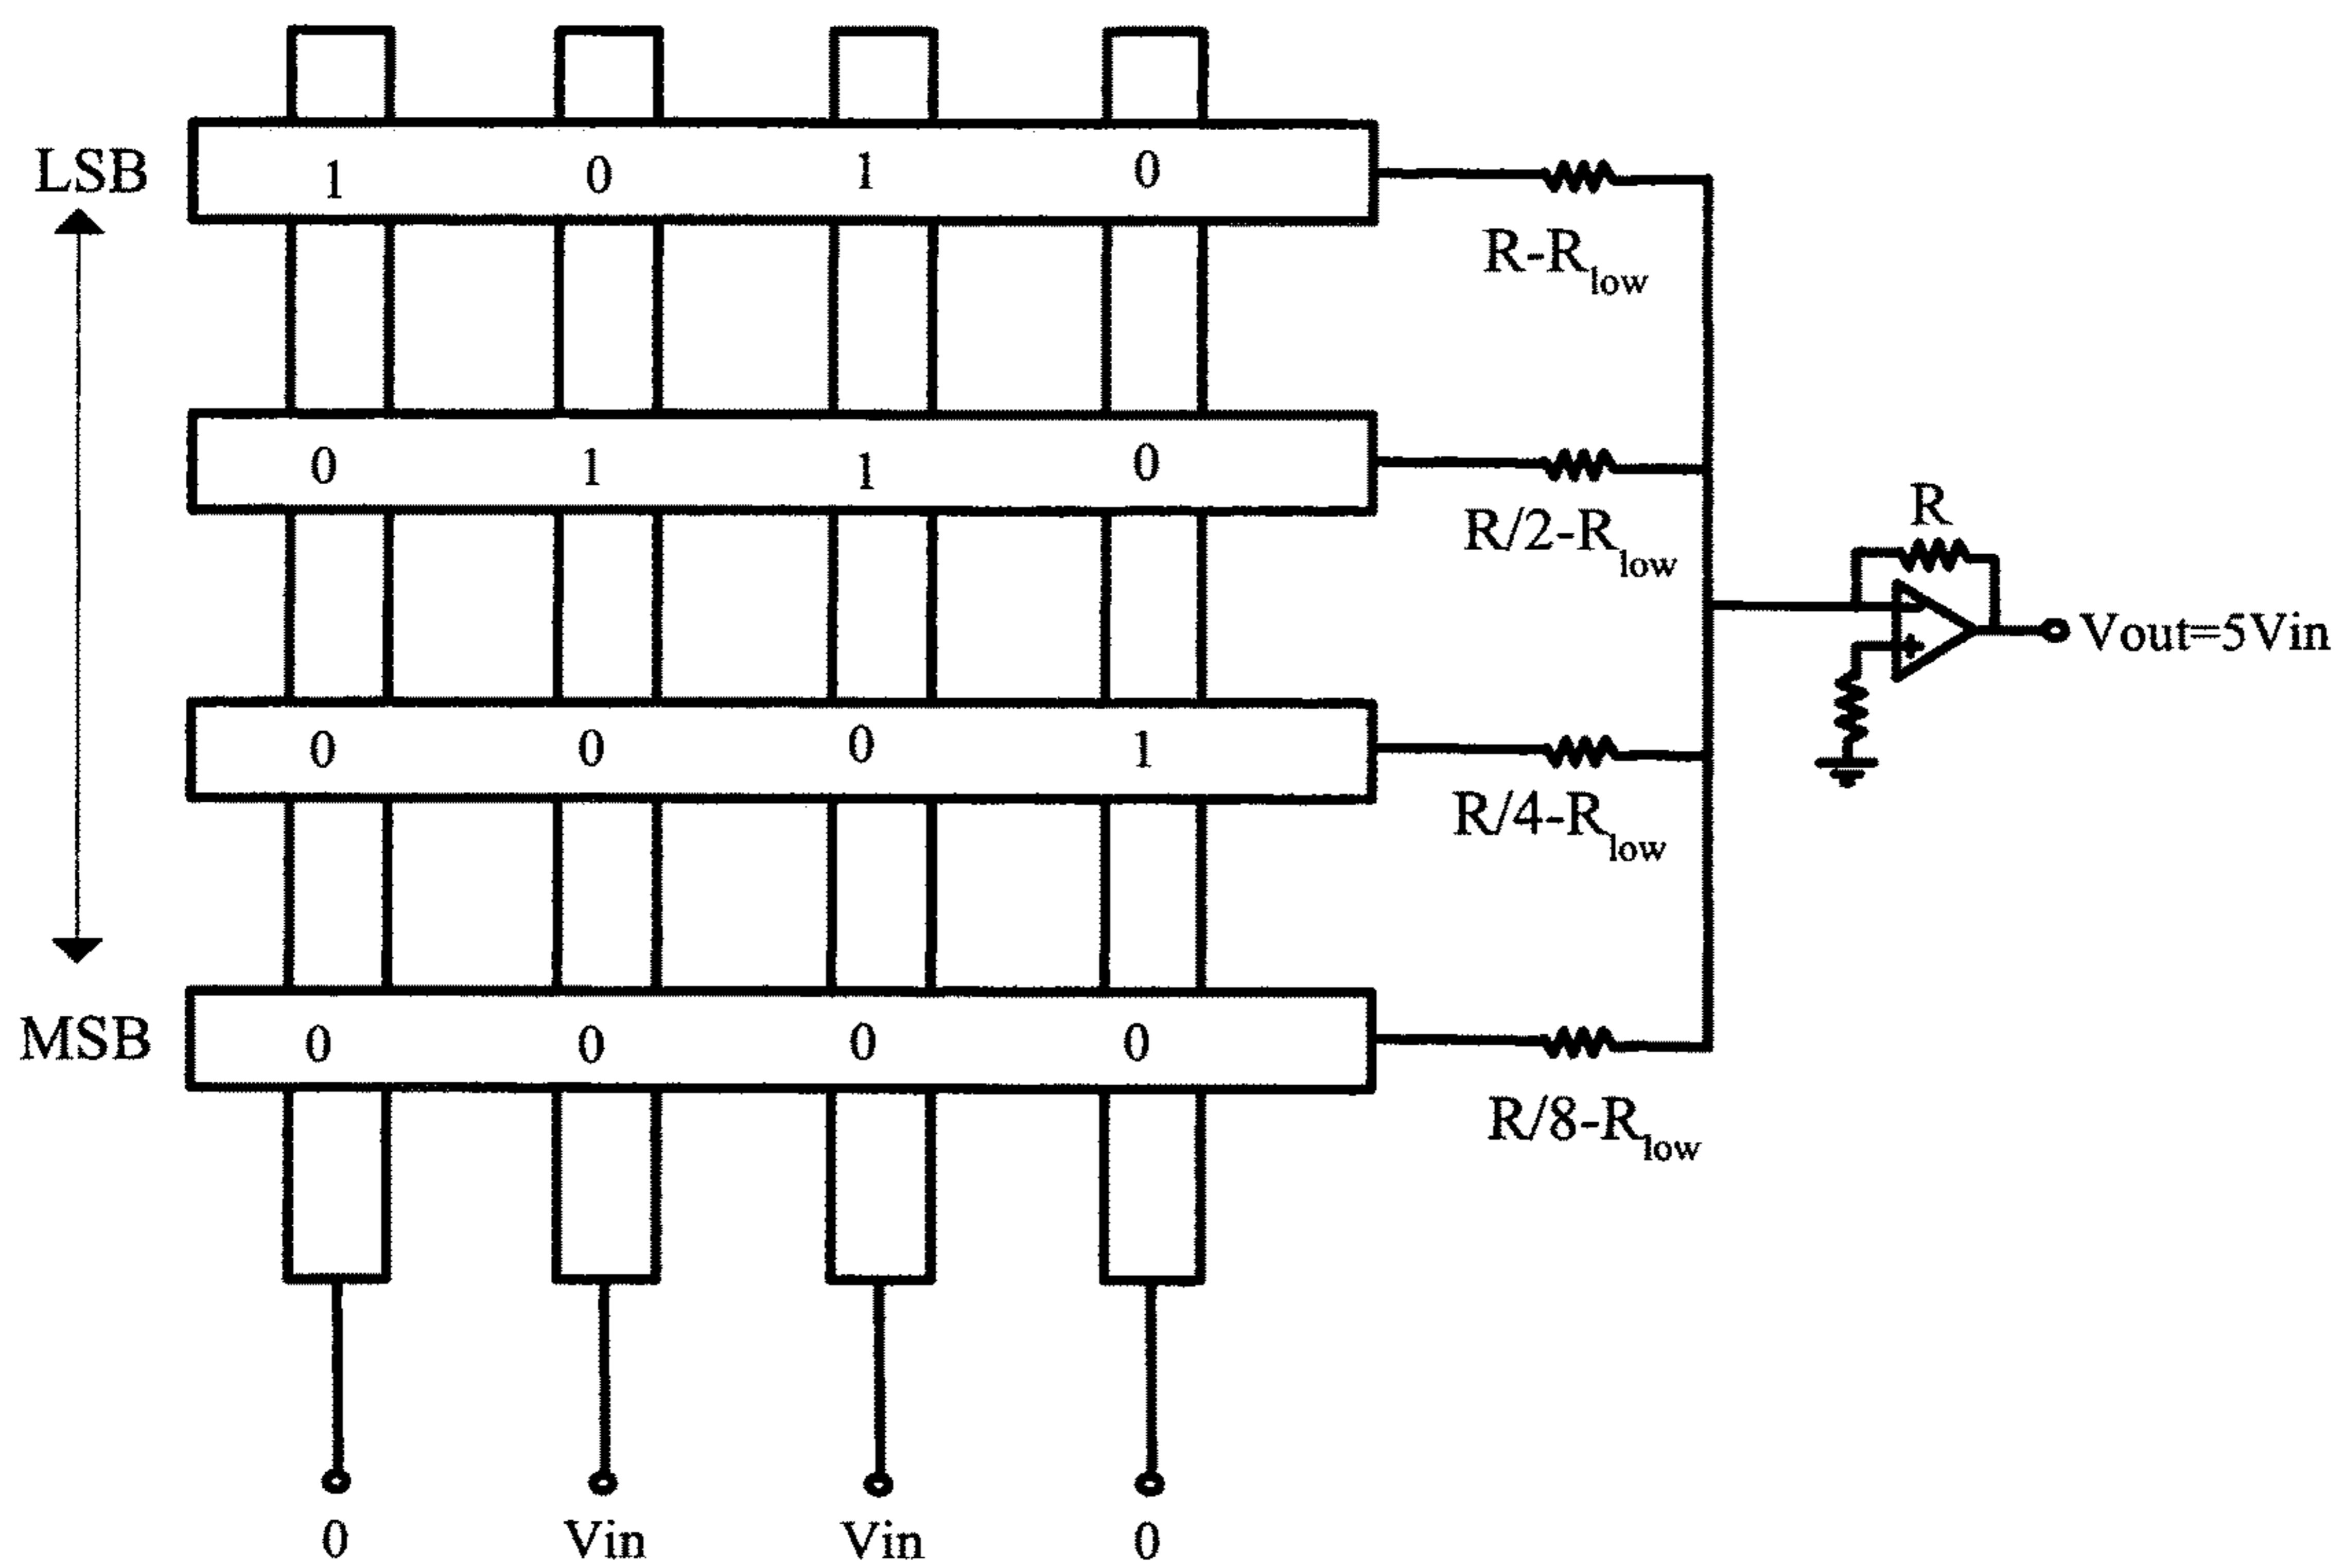 LSB 1 0 1 0
R-Rlow
0 1 1 0
R/2-Rlow
R
Vout=5Vin
0 0 0 1
R/4-Rlow
MSB 0 0 0 0
R/8-Rlow
0 Vin Vin 0